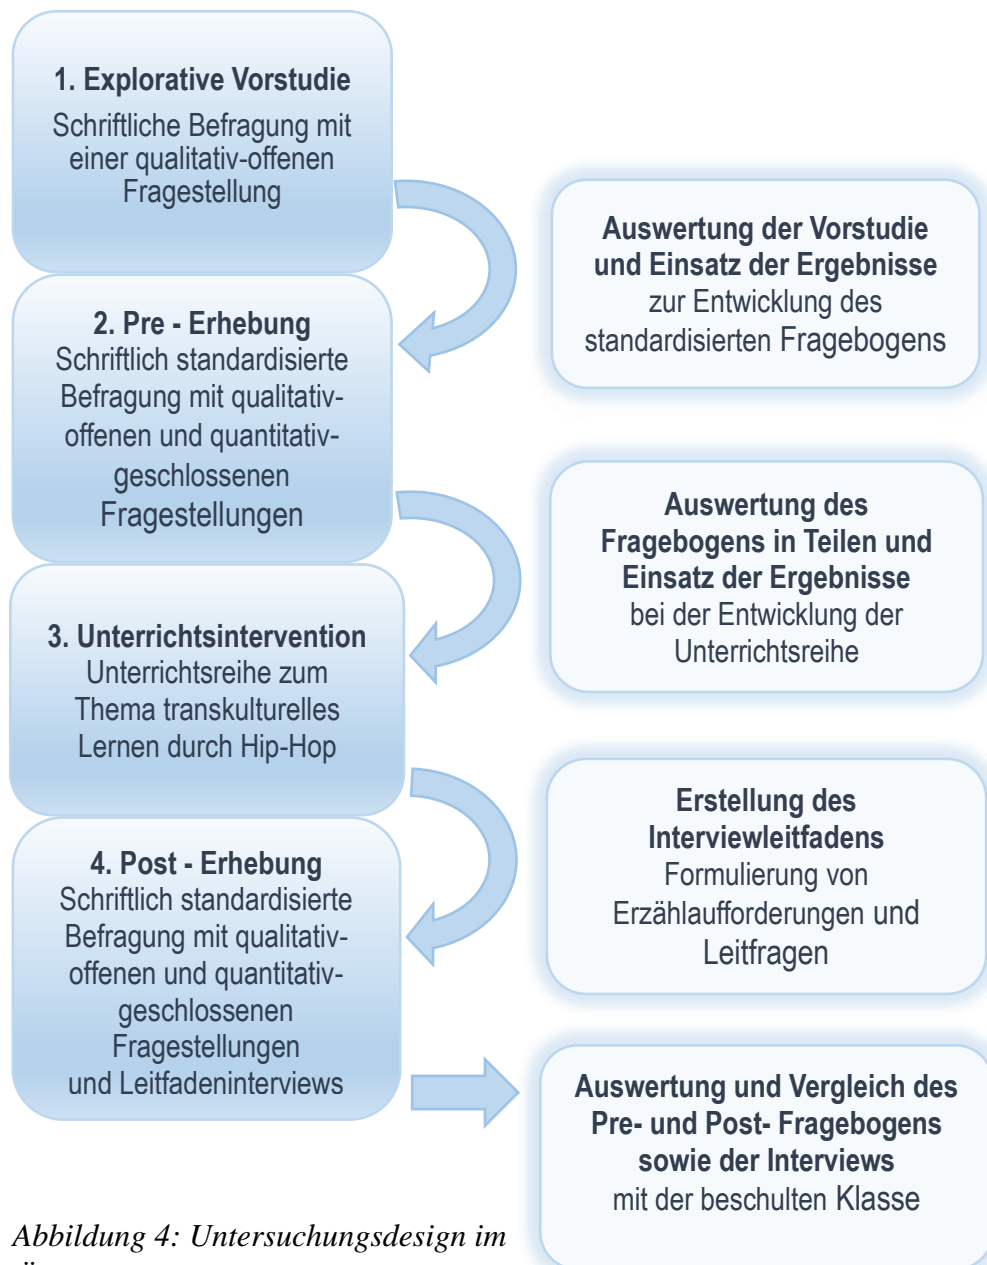 1. Explorative Vorstudie
Schriftliche Befragung mit
einer qualitativ-offenen
Fragestellung
Auswertung der Vorstudie
und Einsatz der Ergebnisse
zur Entwicklung des
standardisierten Fragebogens
2. Pre - Erhebung
Schriftlich standardisierte
Befragung mit qualitativ-
offenen und quantitativ-
geschlossenen
Fragestellungen
Auswertung des
Fragebogens in Teilen und
Einsatz der Ergebnisse
bei der Entwicklung der
Unterrichtsreihe
3. Unterrichtsintervention
Unterrichtsreihe zum
Thema transkulturelles
Lernen durch Hip-Hop
Erstellung des
Interviewleitfadens
Formulierung von
Erzählaufforderungen und
Leitfragen
4. Post - Erhebung
Schriftlich standardisierte
Befragung mit qualitativ-
offenen und quantitativ-
geschlossenen
Fragestellungen
und Leitfadeninterviews
Auswertung und Vergleich des
Pre- und Post- Fragebogens
sowie der Interviews
mit der beschulten Klasse
Abbildung 4: Untersuchungsdesign im